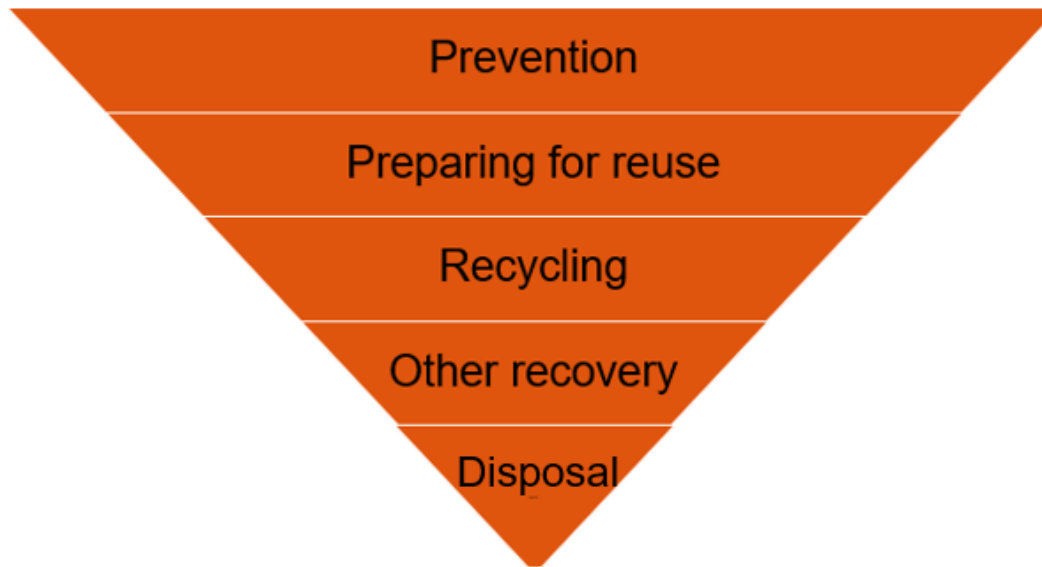 Prevention
Preparing for reuse
Recycling
Other recovery
Disposal